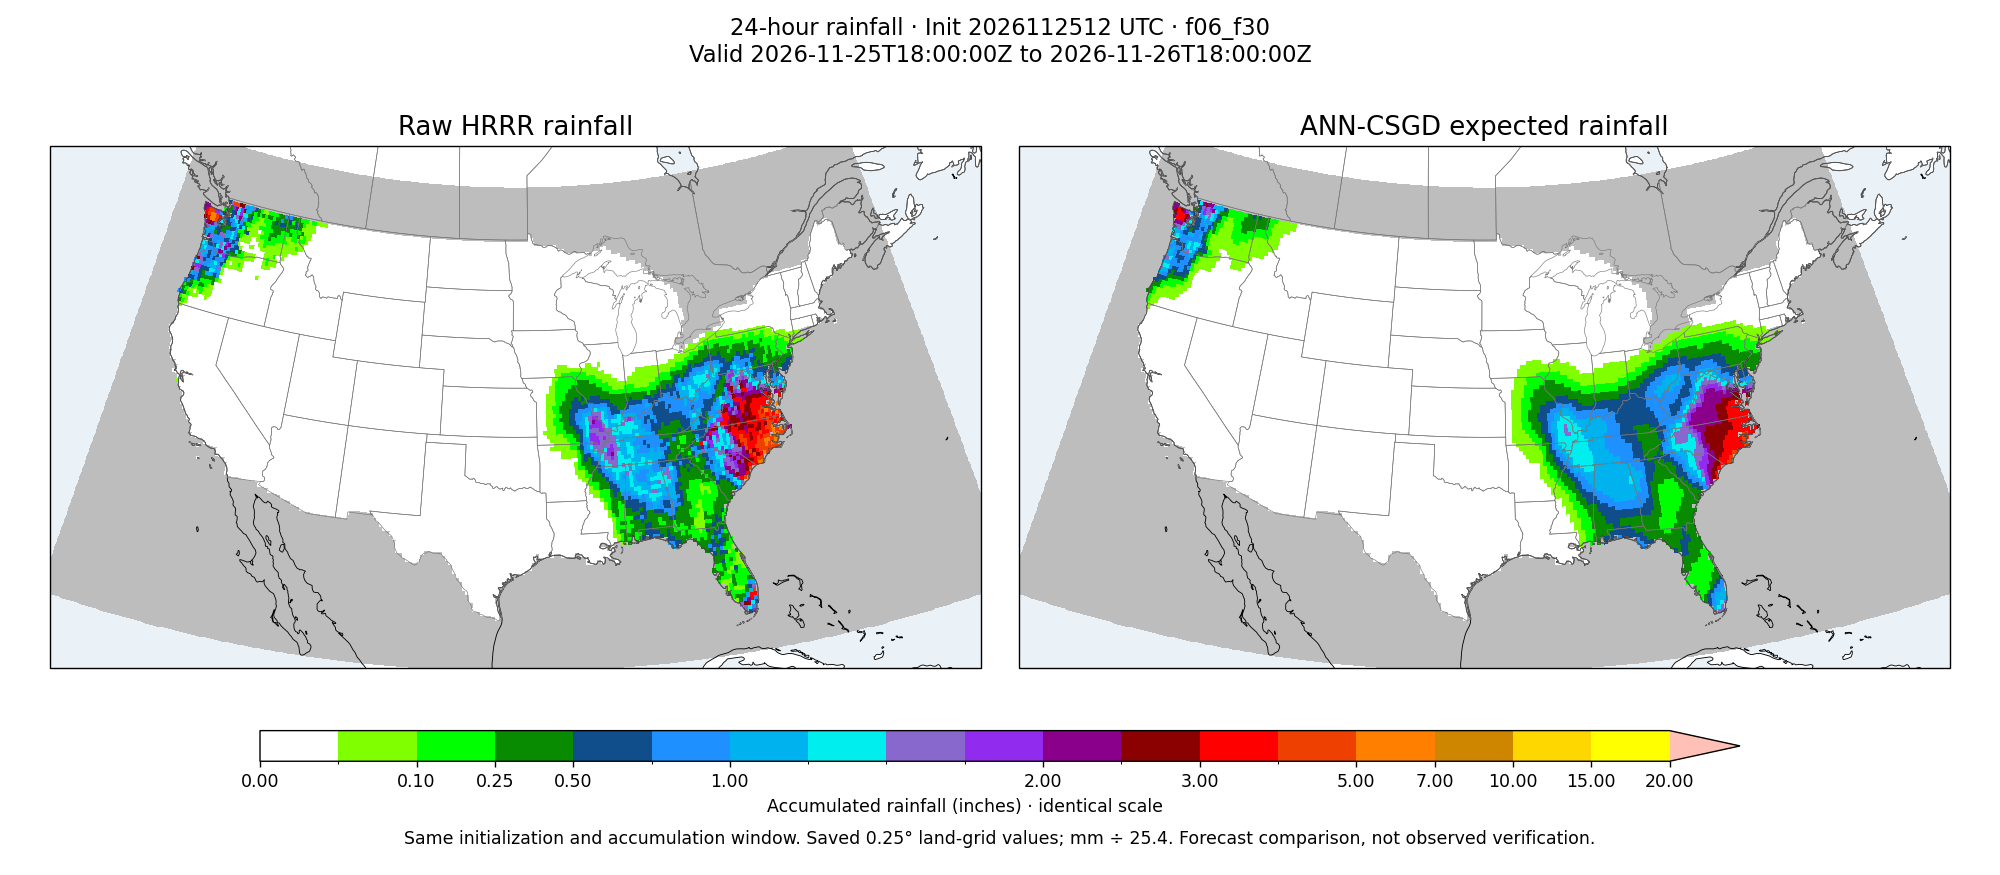 24-hour rainfall · Init 2026112512 UTC · f06_f30
Valid 2026-11-25T18:00:00Z to 2026-11-26T18:00:00Z
Raw HRRR rainfall
ANN-CSGD expected rainfall
0.00 0.10 0.25 0.50 1.00 2.00 3.00 5.00 7.00 10.00 15.00 20.00
Accumulated rainfall (inches) · identical scale
Same initialization and accumulation window. Saved 0.25° land-grid values; mm ÷ 25.4. Forecast comparison, not observed verification.